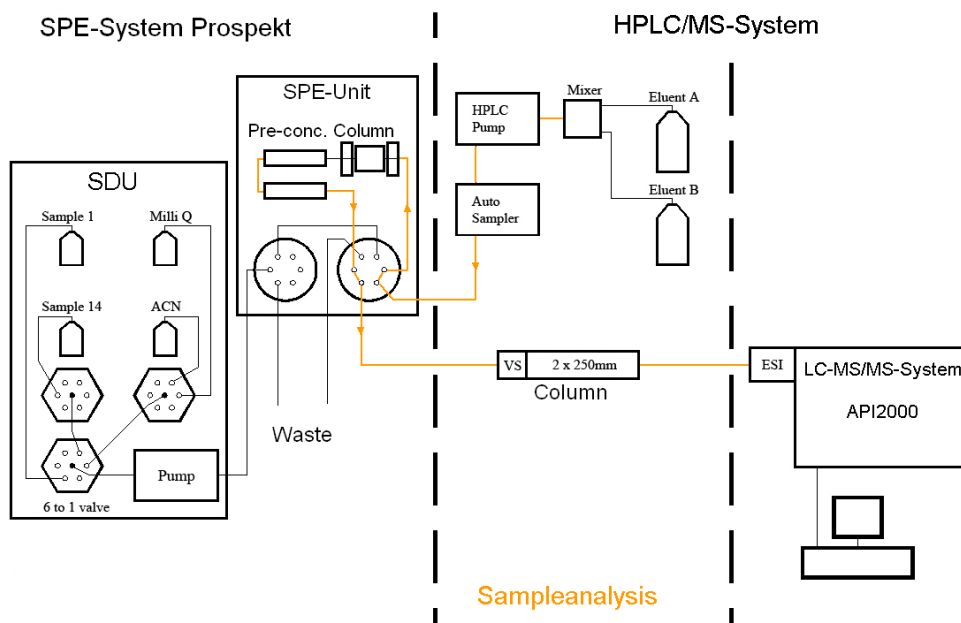 SPE-System Prospekt
HPLC/MS-System
SPE-Unit
Pre-conc. Column
SDU
Sample 1
Milli Q
Sample 14
ACN
Pump
6 to 1 valve
Waste
HPLC
Pump
Mixer
Eluent A
Auto
Sampler
Eluent B
VS
2 x 250mm
Column
ESI
LC-MS/MS-System
API2000
Sampleanalysis